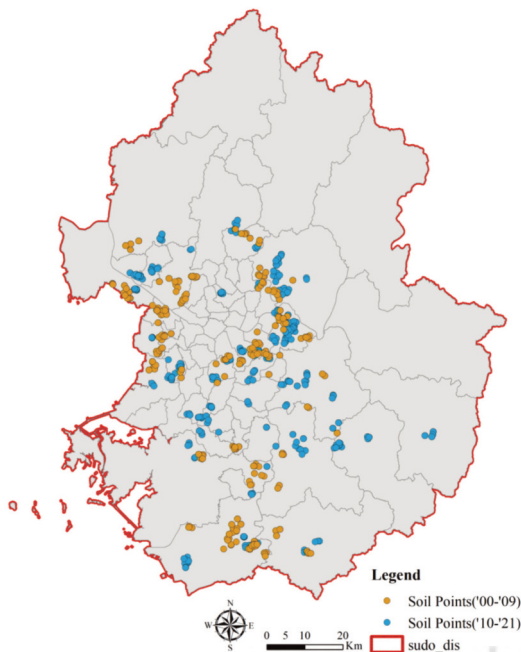 Legend
Soil Points('00-'09)
Soil Points('10-'21)
sudo_dis
N
W E
S
0 5 10 20
Km